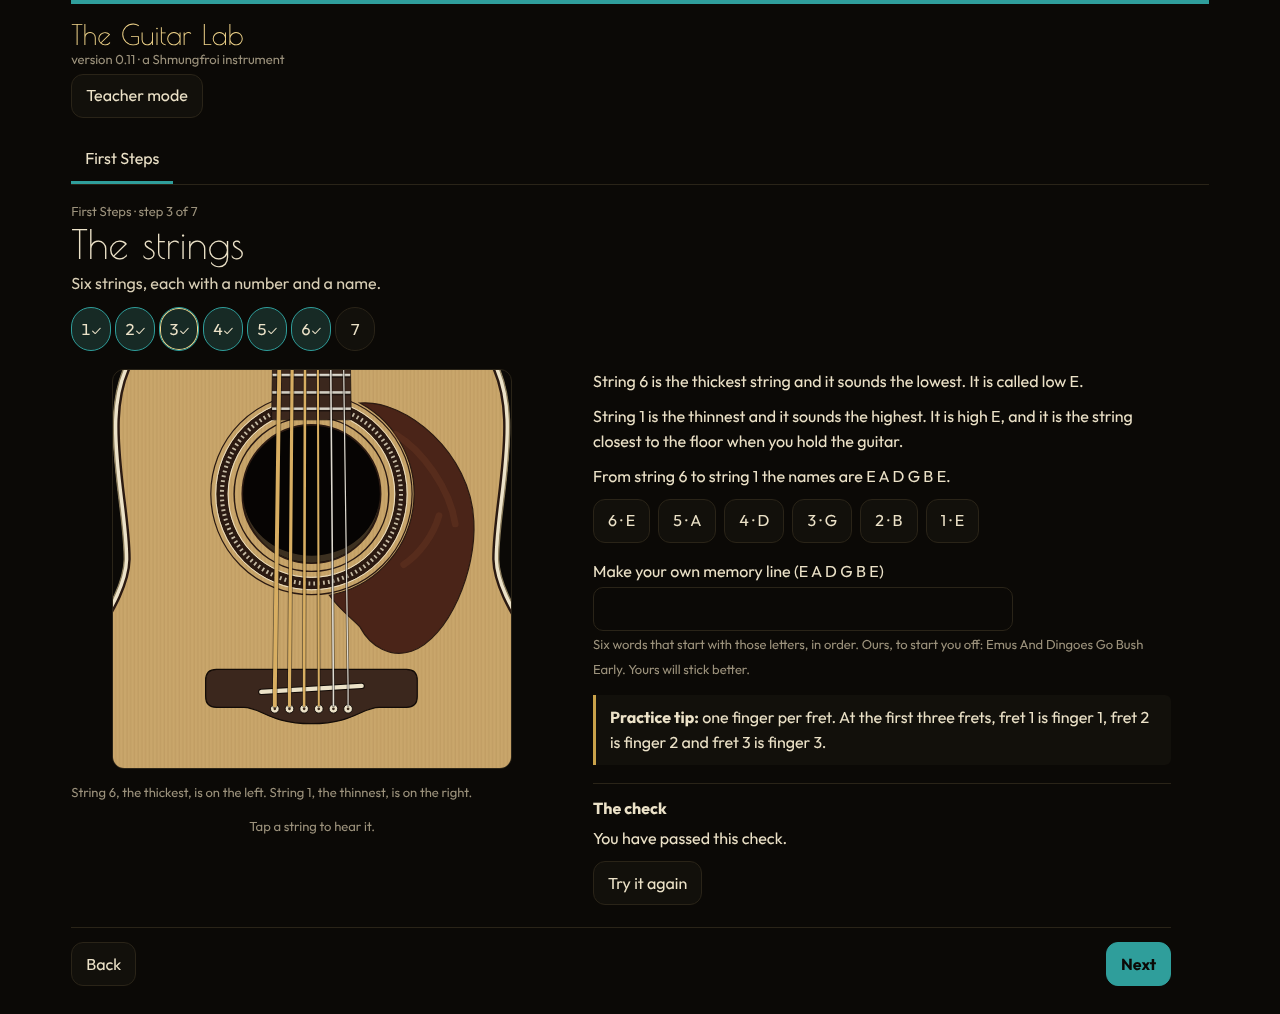 The Guitar Lab
version 0.11 · a Shmungfroi instrument
Teacher mode
First Steps
First Steps · step 3 of 7
The strings
Six strings, each with a number and a name.
1✓ 2✓ 3✓ 4✓ 5✓ 6✓ 7
String 6 is the thickest string and it sounds the lowest. It is called low E.
String 1 is the thinnest and it sounds the highest. It is high E, and it is the string
closest to the floor when you hold the guitar.
From string 6 to string 1 the names are E A D G B E.
6 · E 5 · A 4 · D 3 · G 2 · B 1 · E
Make your own memory line (E A D G B E)
Six words that start with those letters, in order. Ours, to start you off: Emus And Dingoes Go Bush
Early. Yours will stick better.
Practice tip: one finger per fret. At the first three frets, fret 1 is finger 1, fret 2
is finger 2 and fret 3 is finger 3.
String 6, the thickest, is on the left. String 1, the thinnest, is on the right.
Tap a string to hear it.
The check
You have passed this check.
Try it again
Back
Next